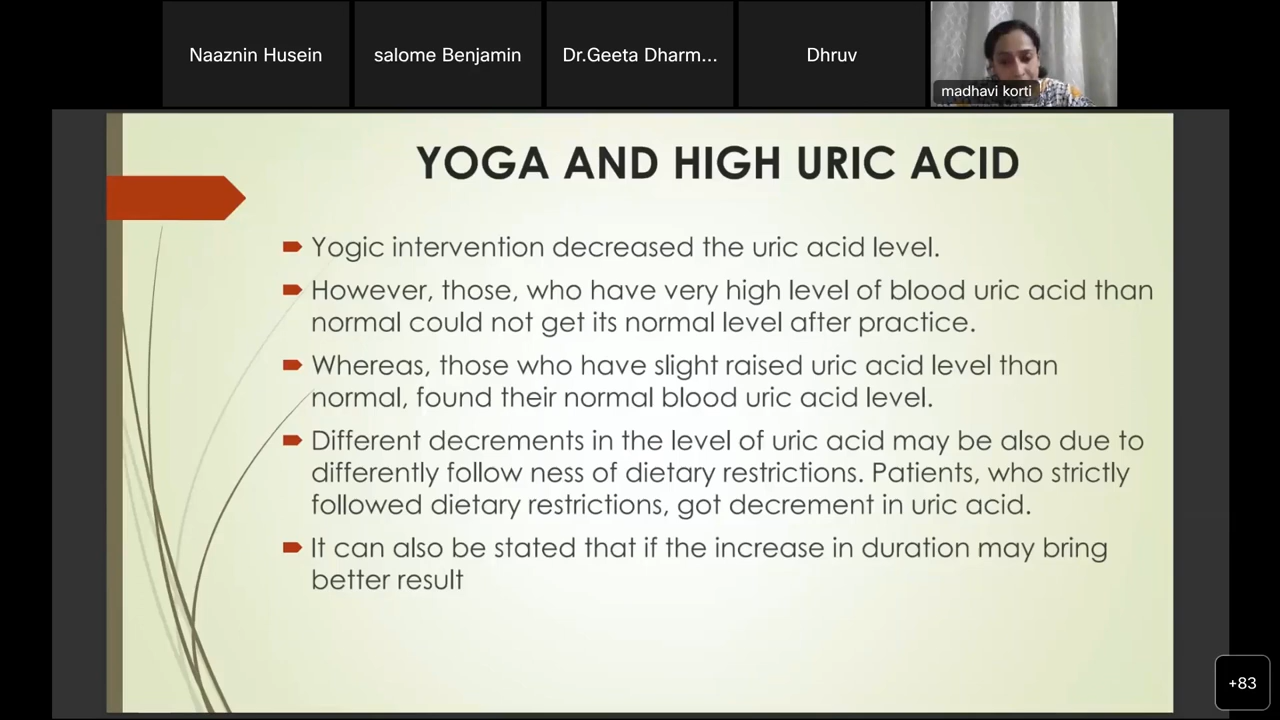 Naaznin Husein
salome Benjamin
Dr.Geeta Dharm...
Dhruv
madhavi korti
YOGA AND HIGH URIC ACID
Yogic intervention decreased the uric acid level.
However, those, who have very high level of blood uric acid than
normal could not get its normal level after practice.
Whereas, those who have slight raised uric acid level than
normal, found their normal blood uric acid level.
Different decrements in the level of uric acid may be also due to
differently follow ness of dietary restrictions. Patients, who strictly
followed dietary restrictions, got decrement in uric acid.
It can also be stated that if the increase in duration may bring
better result
+83